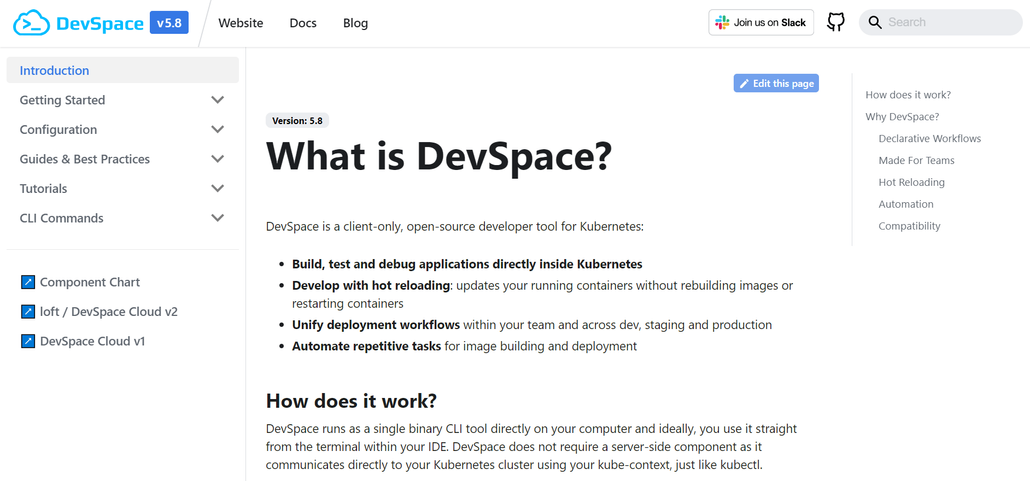 DevSpace v5.8 Website Docs Blog Join us on Slack Search
Introduction
Getting Started
Configuration
Guides & Best Practices
Tutorials
CLI Commands
Component Chart
loft / DevSpace Cloud v2
DevSpace Cloud v1
Edit this page
Version: 5.8
What is DevSpace?
DevSpace is a client-only, open-source developer tool for Kubernetes:
• Build, test and debug applications directly inside Kubernetes
• Develop with hot reloading: updates your running containers without rebuilding images or
restarting containers
• Unify deployment workflows within your team and across dev, staging and production
• Automate repetitive tasks for image building and deployment
How does it work?
DevSpace runs as a single binary CLI tool directly on your computer and ideally, you use it straight
from the terminal within your IDE. DevSpace does not require a server-side component as it
communicates directly to your Kubernetes cluster using your kube-context, just like kubectl.
How does it work?
Why DevSpace?
Declarative Workflows
Made For Teams
Hot Reloading
Automation
Compatibility